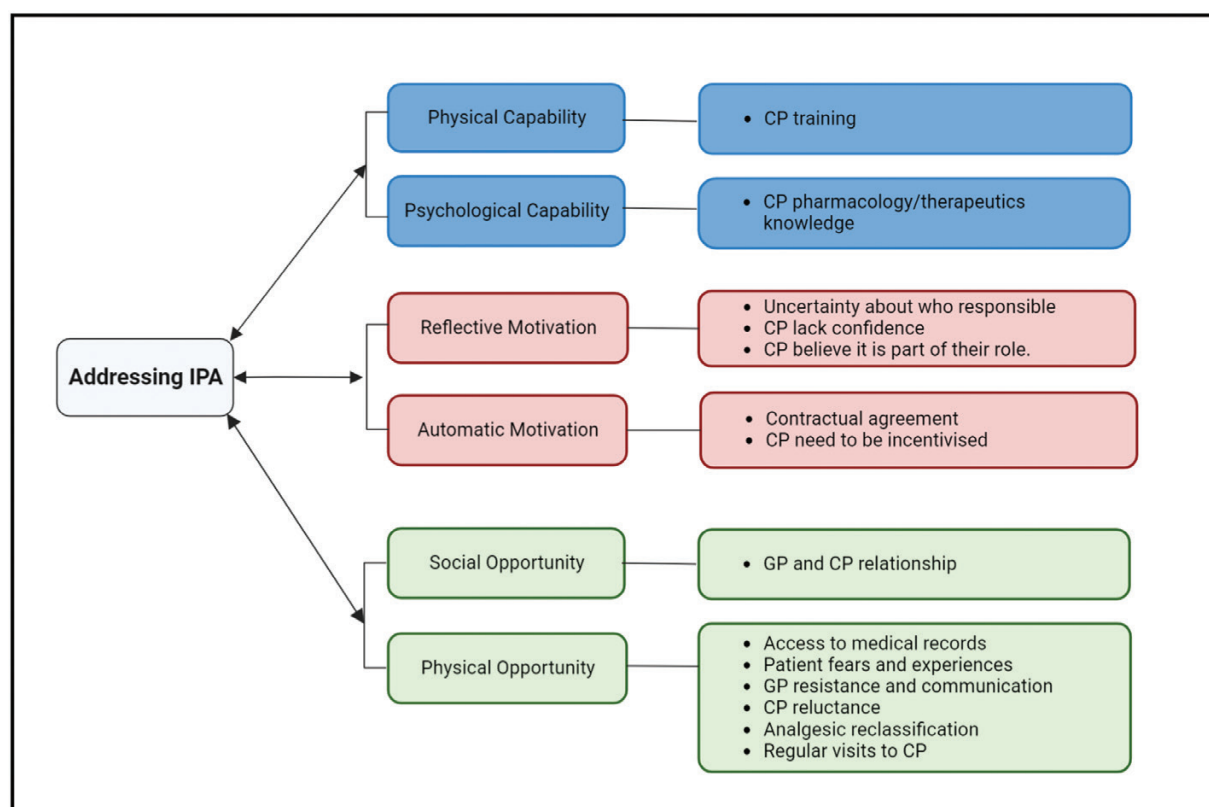 Physical Capability
• CP training
Psychological Capability
• CP pharmacology/therapeutics
knowledge
Reflective Motivation
• Uncertainty about who responsible
• CP lack confidence
• CP believe it is part of their role.
Addressing IPA
Automatic Motivation
• Contractual agreement
• CP need to be incentivised
Social Opportunity
• GP and CP relationship
Physical Opportunity
• Access to medical records
• Patient fears and experiences
• GP resistance and communication
• CP reluctance
• Analgesic reclassification
• Regular visits to CP